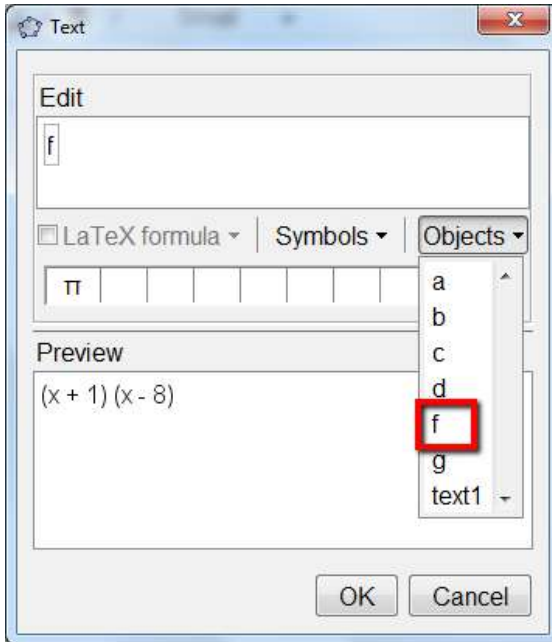 Text
Edit
f
LaTeX formula Symbols Objects
π
a
b
c
d
f
g
text1
Preview
(x + 1) (x - 8)
OK Cancel